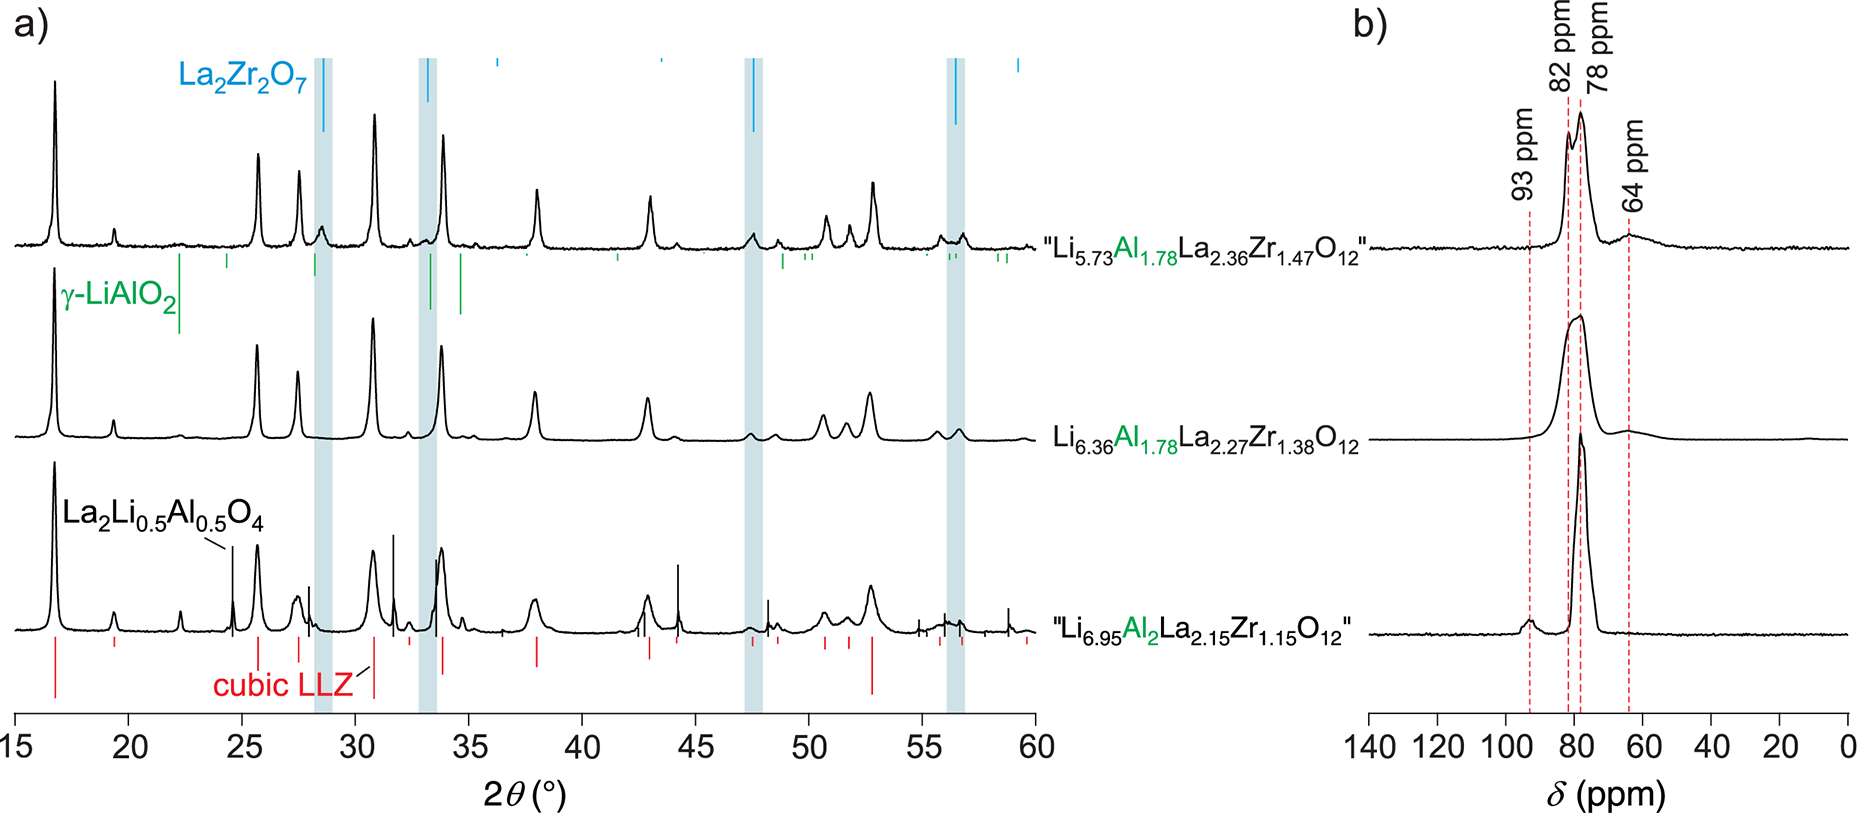 a)
b)
La2Zr2O7
82 ppm
78 ppm
93 ppm
64 ppm
"Li5.73Al1.78La2.36Zr1.47O12"
γ-LiAlO2
Li6.36Al1.78La2.27Zr1.38O12
La2Li0.5Al0.5O4
"Li6.95Al2La2.15Zr1.15O12"
cubic LLZ
15 20 25 30 35 40 45 50 55 60
140 120 100 80 60 40 20 0
2θ (°)
δ (ppm)